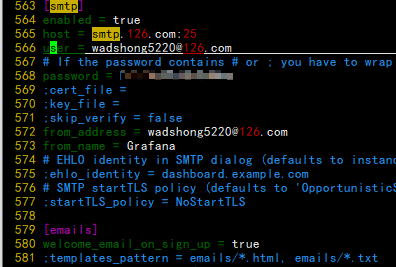 563 [smtp]
564 enabled = true
565 host = smtp.126.com:25
566 user = wadshong5220@126.com
567 # If the password contains # or ; you have to wrap
568 password =
569 ;cert_file =
570 ;key_file =
571 ;skip_verify = false
572 from_address = wadshong5220@126.com
573 from_name = Grafana
574 # EHLO identity in SMTP dialog (defaults to instanc
575 ;ehlo_identity = dashboard.example.com
576 # SMTP startTLS policy (defaults to 'OpportunisticS
577 ;startTLS_policy = NoStartTLS
578
579 [emails]
580 welcome_email_on_sign_up = true
581 ;templates_pattern = emails/*.html, emails/*.txt